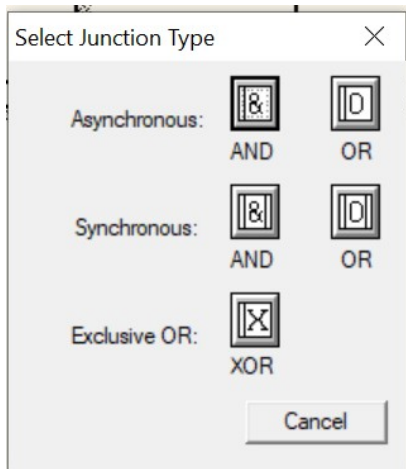 Select Junction Type
Asynchronous:
&
O
AND
OR
Synchronous:
&
O
AND
OR
Exclusive OR:
X
XOR
Cancel